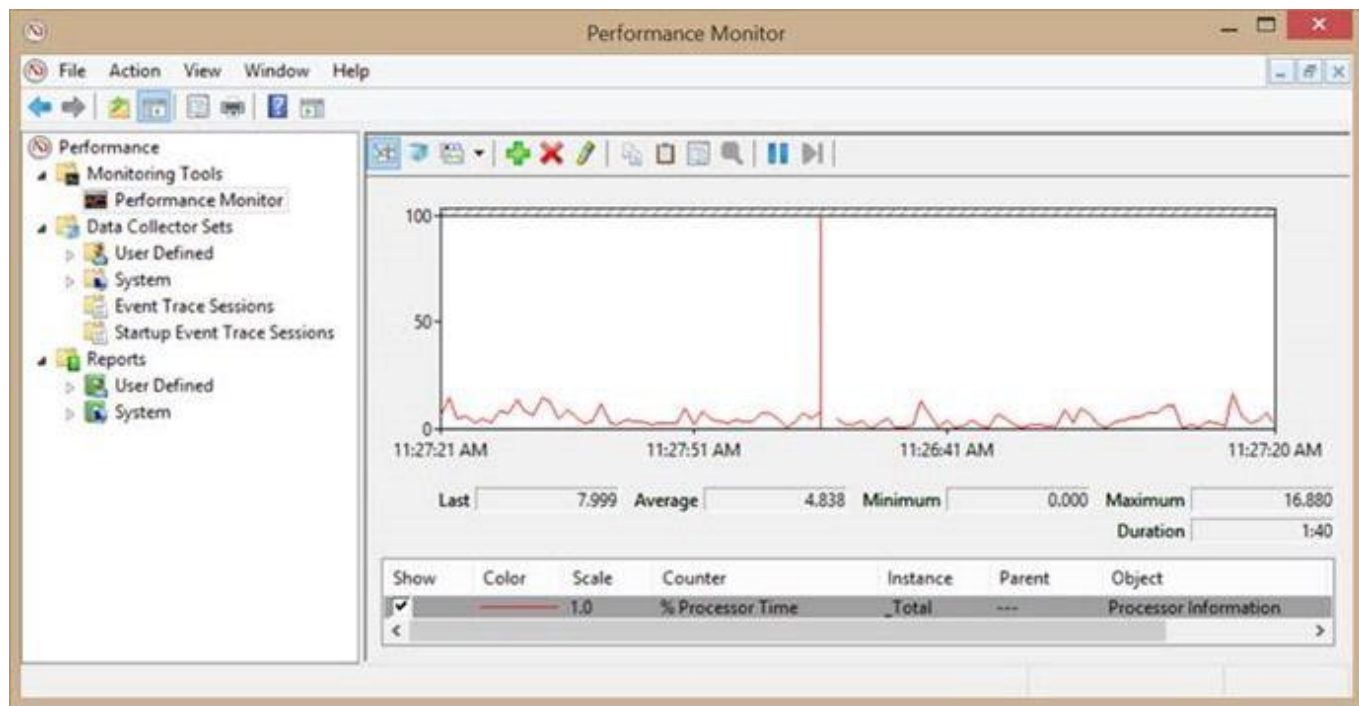 Performance Monitor
File Action View Window Help
Performance
Monitoring Tools
Performance Monitor
Data Collector Sets
User Defined
System
Event Trace Sessions
Startup Event Trace Sessions
Reports
User Defined
System
100
50
0
11:27:21 AM 11:27:51 AM 11:26:41 AM 11:27:20 AM
Last 7.999 Average 4.838 Minimum 0.000 Maximum 16.880
Duration 1:40
Show Color Scale Counter Instance Parent Object
1.0 % Processor Time _Total --- Processor Information